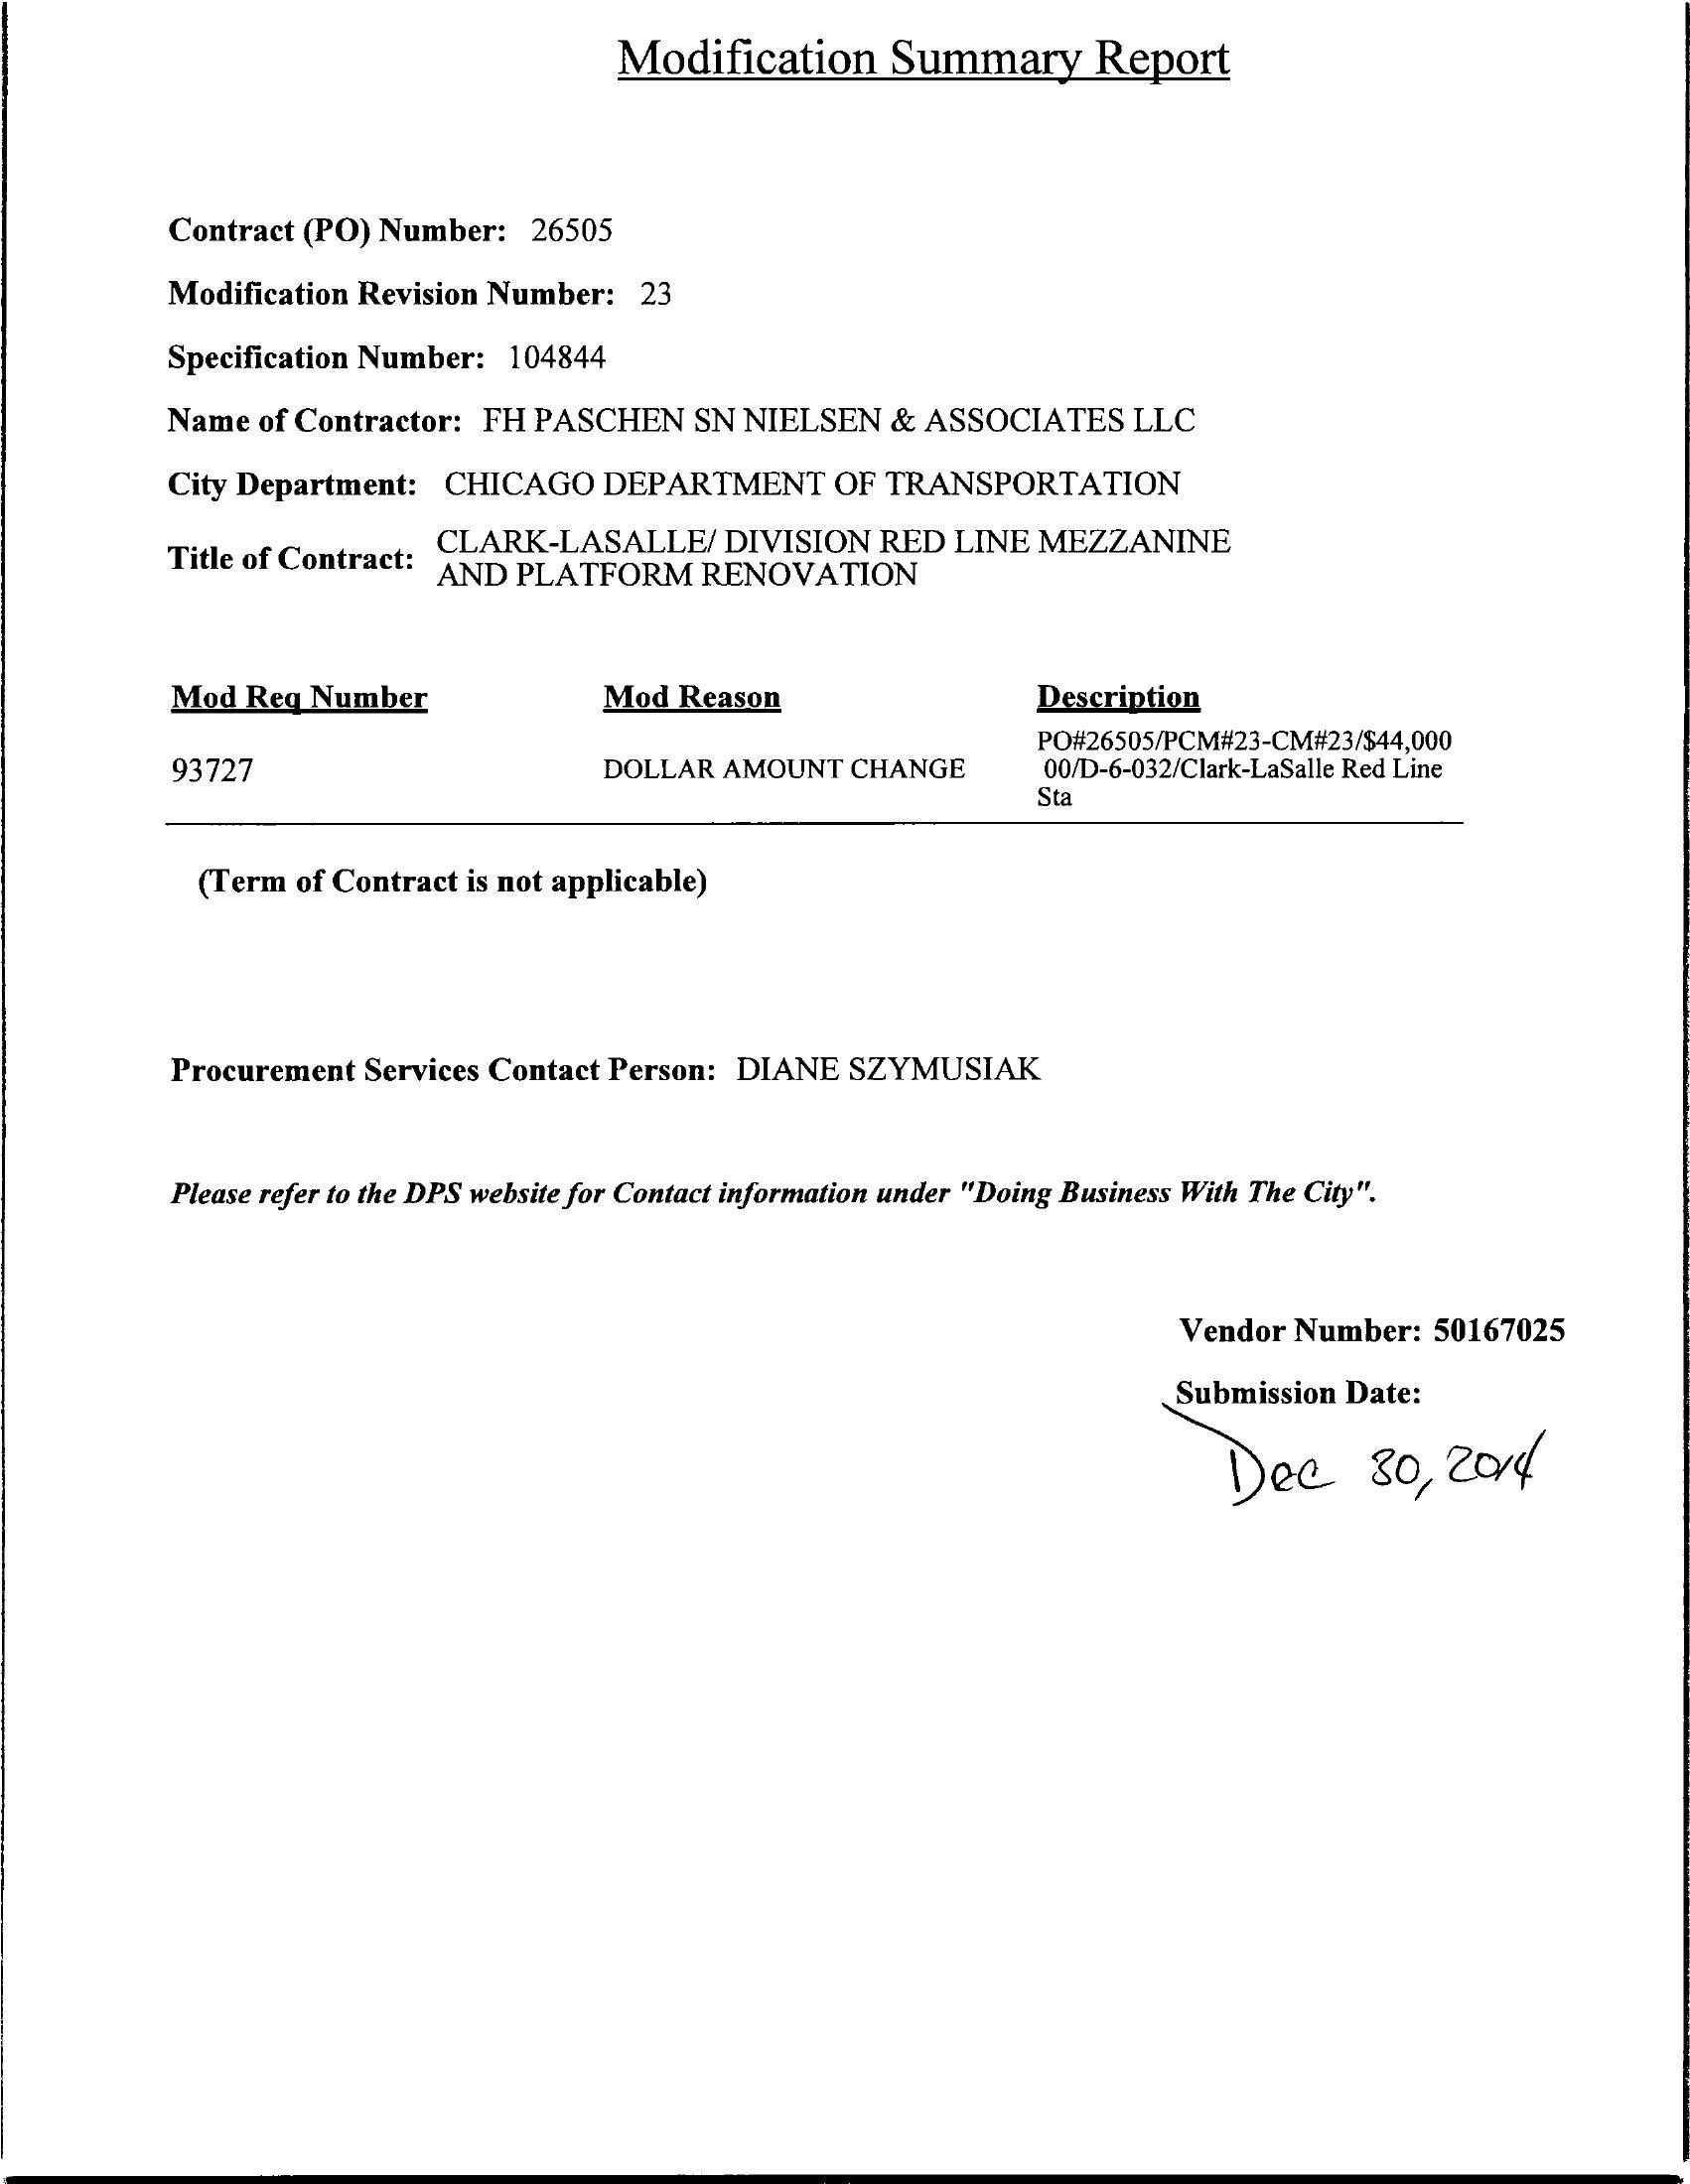 Modification Summary Report
Contract (PO) Number: 26505
Modification Revision Number: 23
Specification Number: 104844
Name of Contractor: FH PASCHEN SN NIELSEN & ASSOCIATES LLC
City Department: CHICAGO DEPARTMENT OF TRANSPORTATION
Title of Contract: CLARK-LASALLE/ DIVISION RED LINE MEZZANINE
AND PLATFORM RENOVATION
Mod Req Number Mod Reason Description
PO#26505/PCM#23-CM#23/$44,000
93727 DOLLAR AMOUNT CHANGE 00/D-6-032/Clark-LaSalle Red Line
Sta
(Term of Contract is not applicable)
Procurement Services Contact Person: DIANE SZYMUSIAK
Please refer to the DPS website for Contact information under "Doing Business With The City".
Vendor Number: 50167025
Submission Date:
Dec 30, 2014